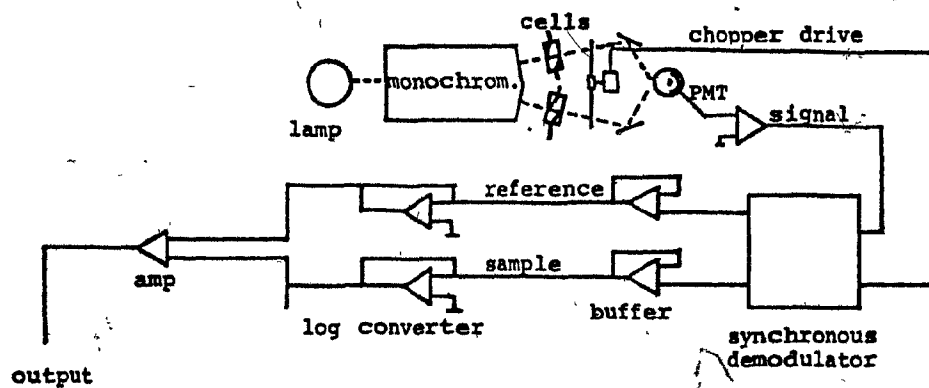 cells
chopper drive
monochrom.
PMT
lamp
signal
reference
sample
amp
buffer
log converter
synchronous
demodulator
output